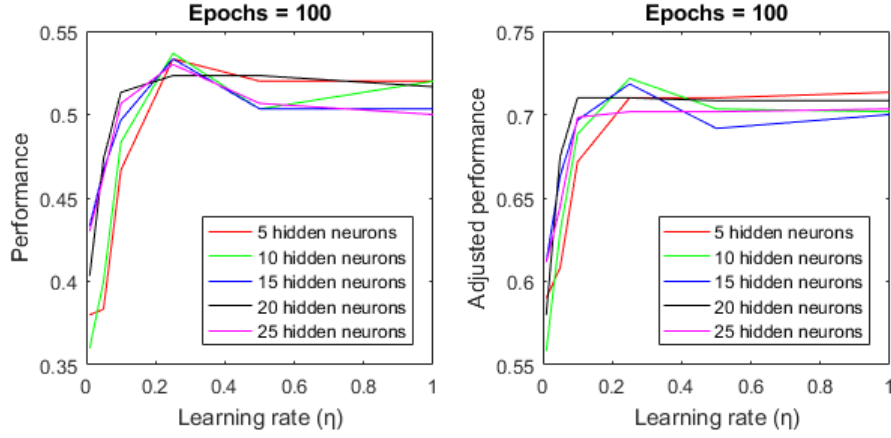 Epochs = 100
0.55
0.5
0.45
0.4
0.35
Performance
5 hidden neurons
10 hidden neurons
15 hidden neurons
20 hidden neurons
25 hidden neurons
0 0.2 0.4 0.6 0.8 1
Learning rate (η)
Epochs = 100
0.75
0.7
0.65
0.6
0.55
Adjusted performance
5 hidden neurons
10 hidden neurons
15 hidden neurons
20 hidden neurons
25 hidden neurons
0 0.2 0.4 0.6 0.8 1
Learning rate (η)